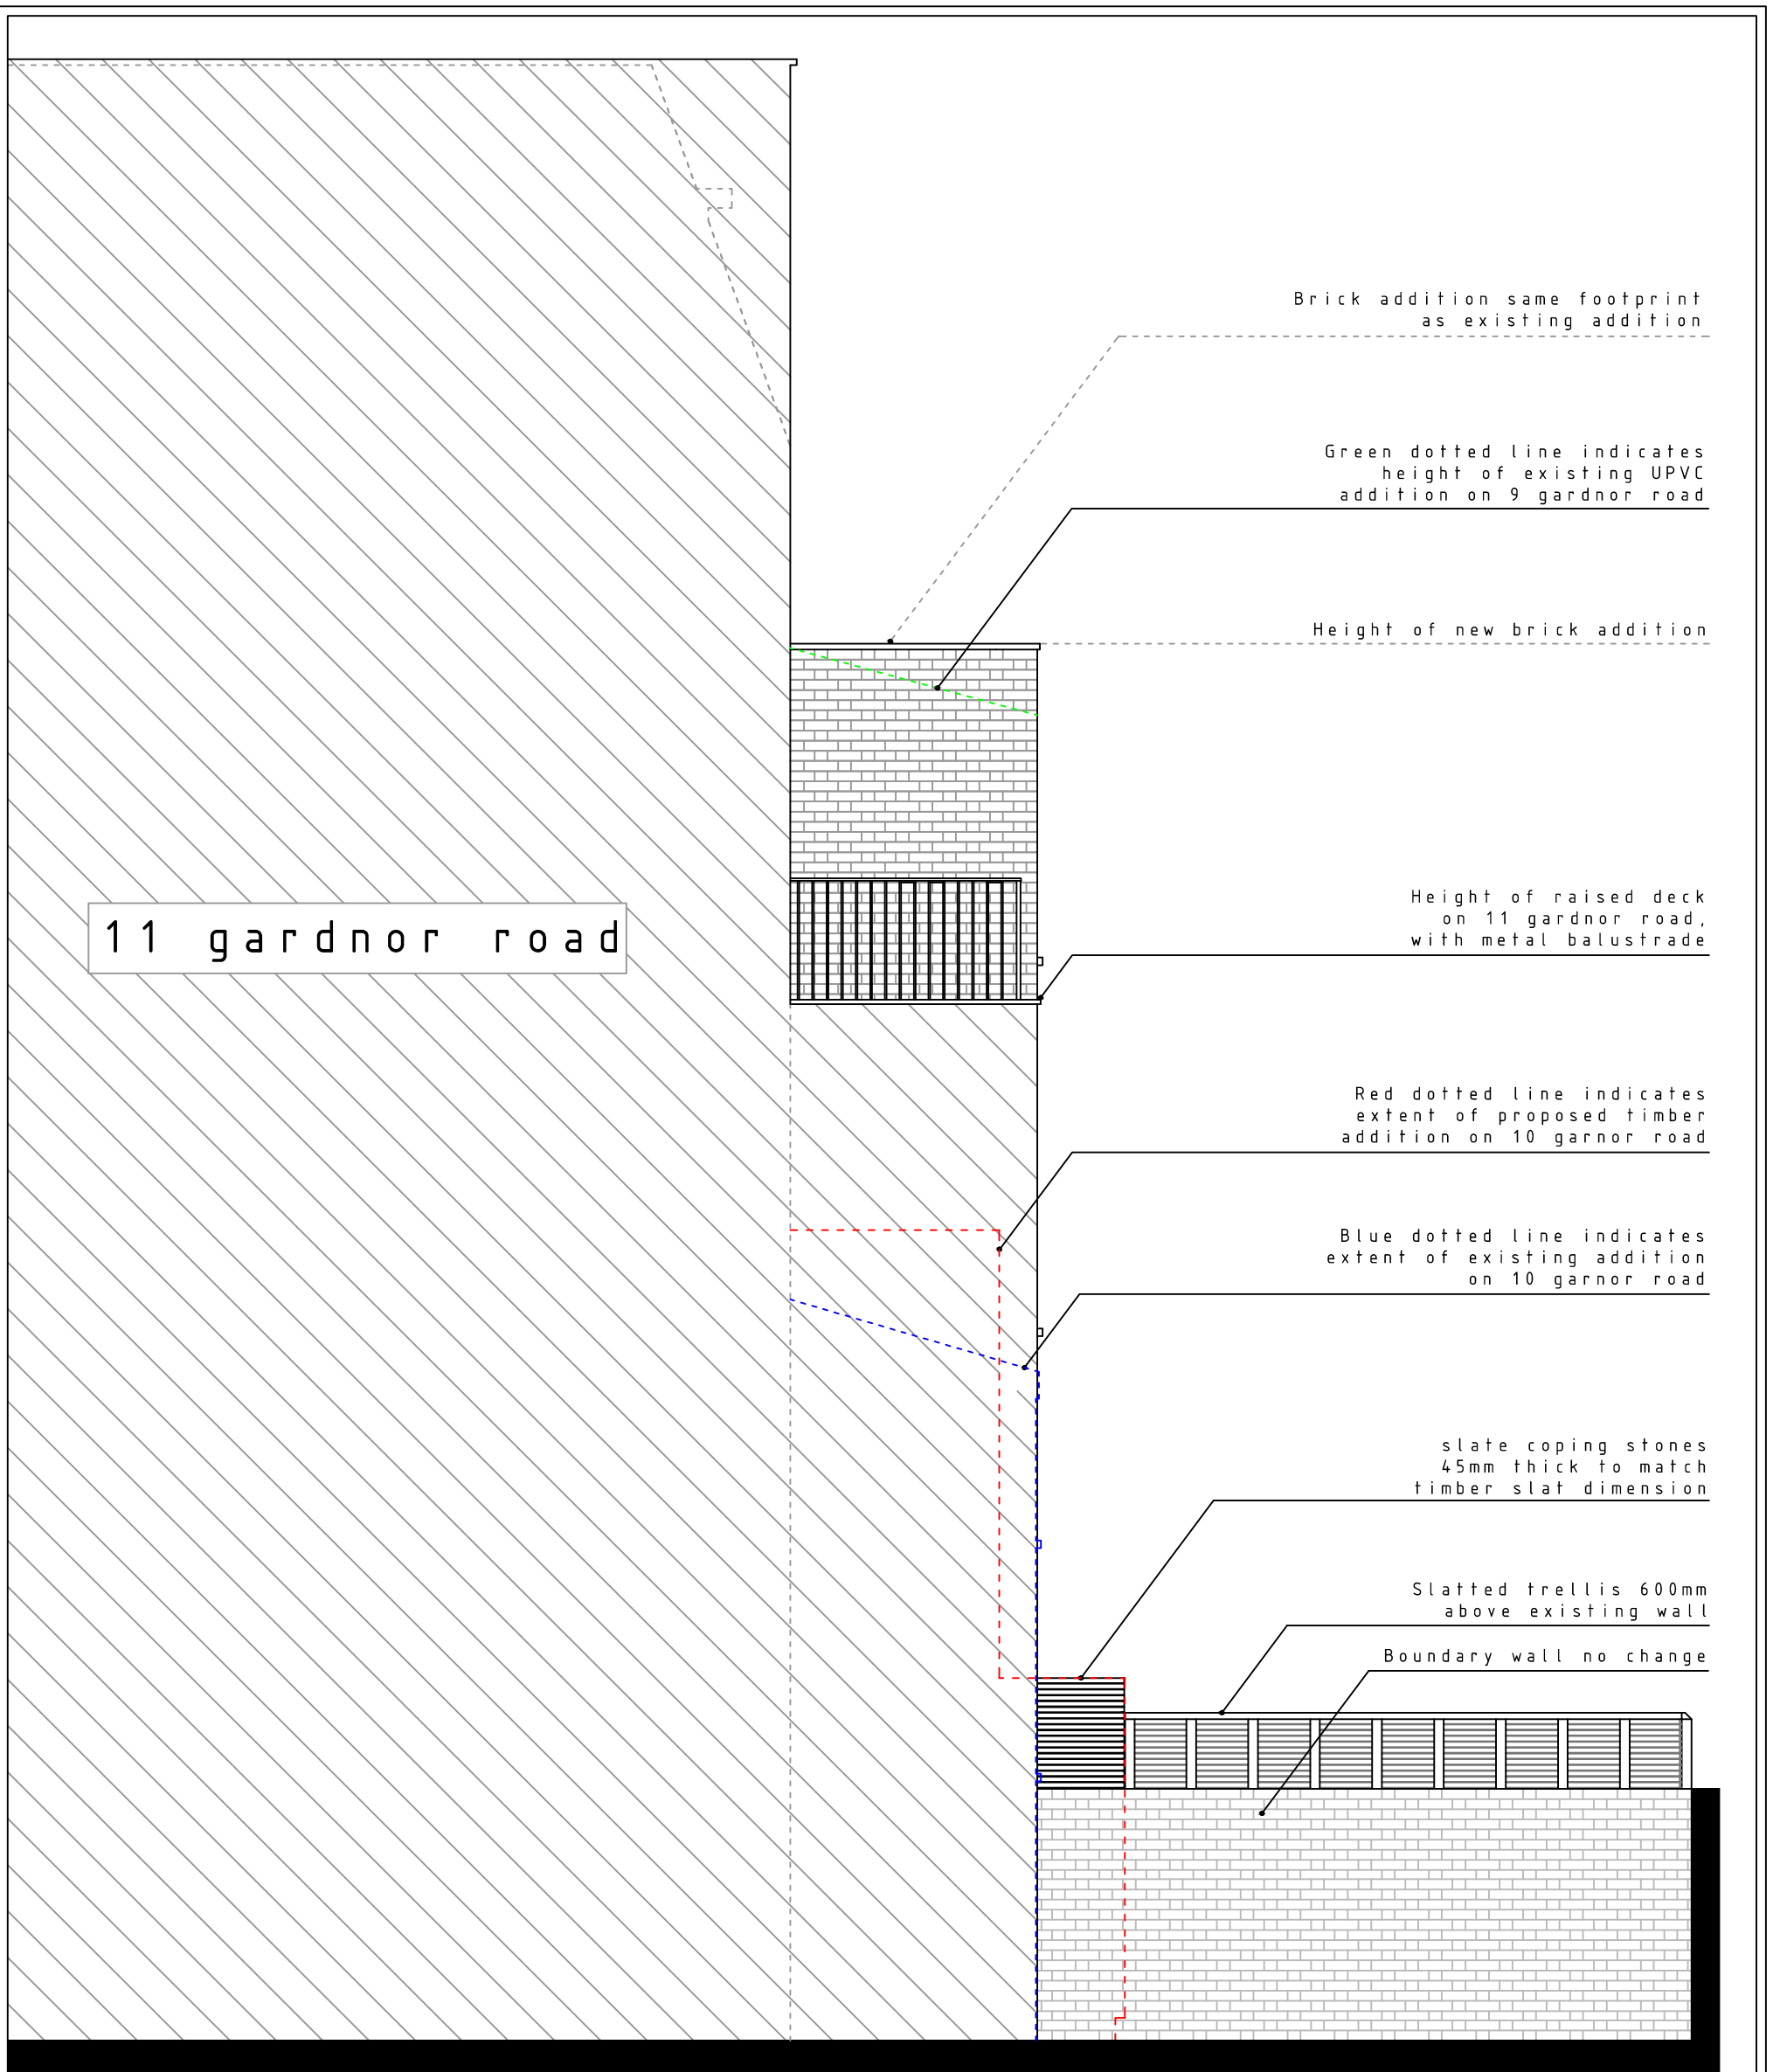 Brick addition same footprint
as existing addition
Green dotted line indicates
height of existing UPVC
addition on 9 gardnor road
Height of new brick addition
Height of raised deck
on 11 gardnor road,
with metal balustrade
11 gardnor road
Red dotted line indicates
extent of proposed timber
addition on 10 garnor road
Blue dotted line indicates
extent of existing addition
on 10 garnor road
slate coping stones
45mm thick to match
timber slat dimension
Slatted trellis 600mm
above existing wall
Boundary wall no change